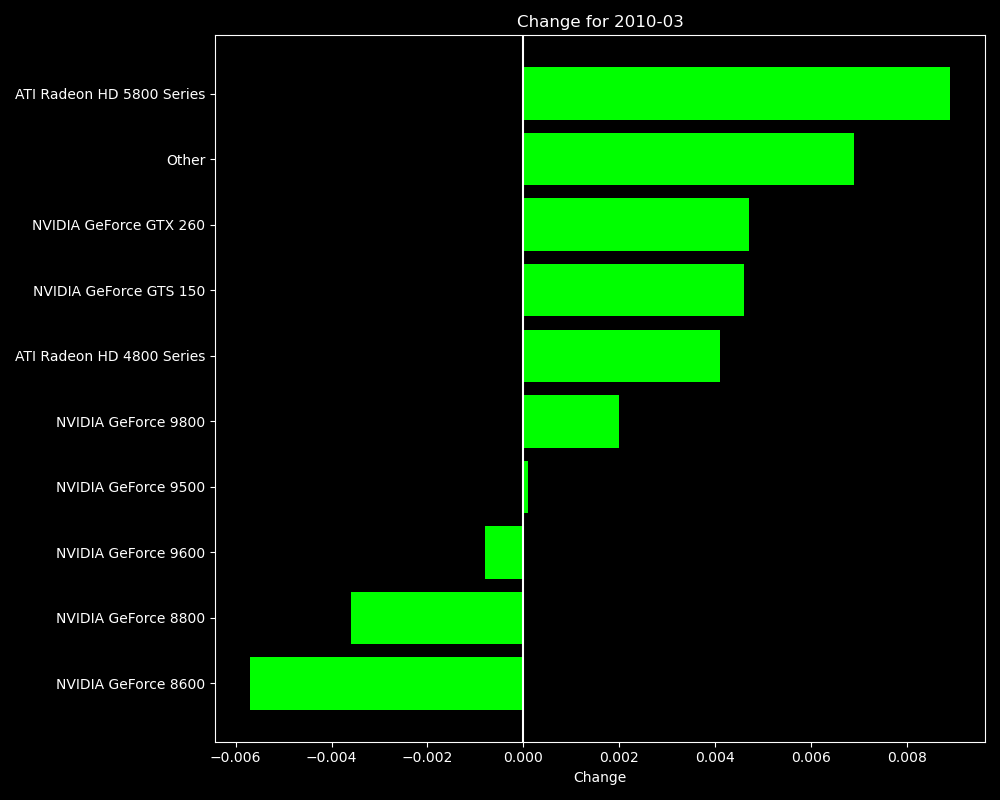 Change for 2010-03
ATI Radeon HD 5800 Series
Other
NVIDIA GeForce GTX 260
NVIDIA GeForce GTS 150
ATI Radeon HD 4800 Series
NVIDIA GeForce 9800
NVIDIA GeForce 9500
NVIDIA GeForce 9600
NVIDIA GeForce 8800
NVIDIA GeForce 8600
−0.006 −0.004 −0.002 0.000 0.002 0.004 0.006 0.008
Change